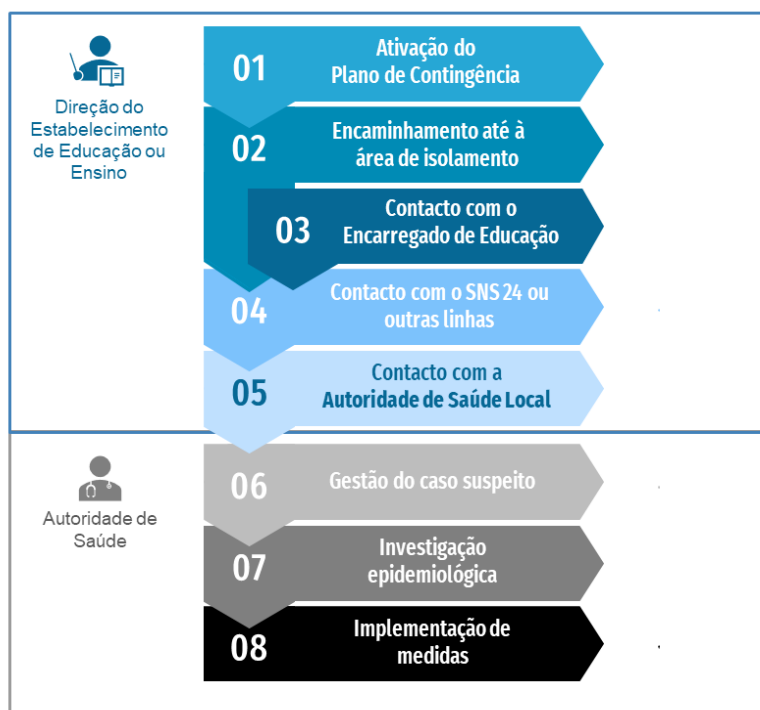 Direção do
Estabelecimento
de Educação ou
Ensino
01
Ativação do
Plano de Contingência
02
Encaminhamento até à
área de isolamento
03
Contacto com o
Encarregado de Educação
04
Contacto com o SNS 24 ou
outras linhas
05
Contacto com a
Autoridade de Saúde Local
Autoridade de
Saúde
06
Gestão do caso suspeito
07
Investigação
epidemiológica
08
Implementação de
medidas